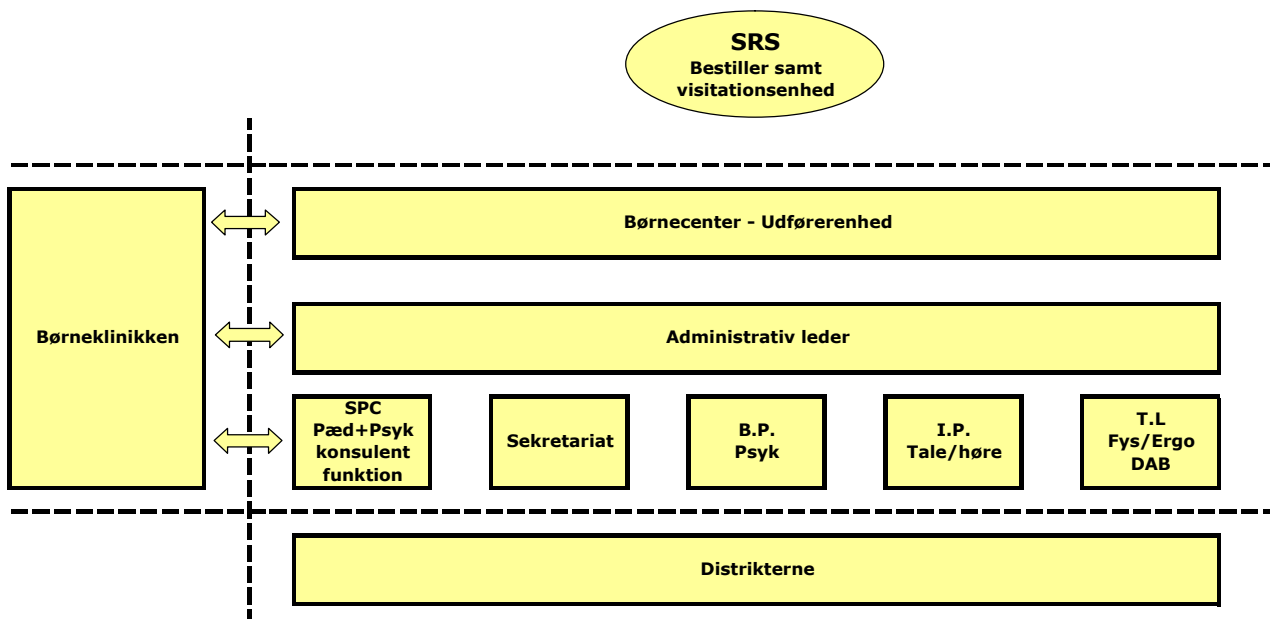 SRS
Bestiller samt
visitationsenhed
Børnecenter - Udførerenhed
Børneklinikken
Administrativ leder
SPC
Pæd+Psyk
konsulent
funktion
Sekretariat
B.P.
Psyk
I.P.
Tale/høre
T.L
Fys/Ergo
DAB
Distrikterne